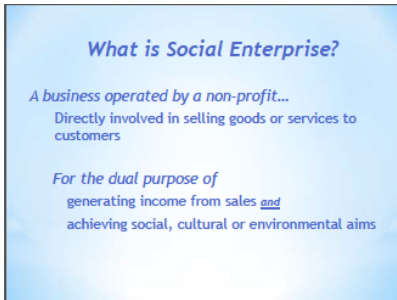 What is Social Enterprise?
A business operated by a non-profit…
Directly involved in selling goods or services to
customers
For the dual purpose of
generating income from sales and
achieving social, cultural or environmental aims